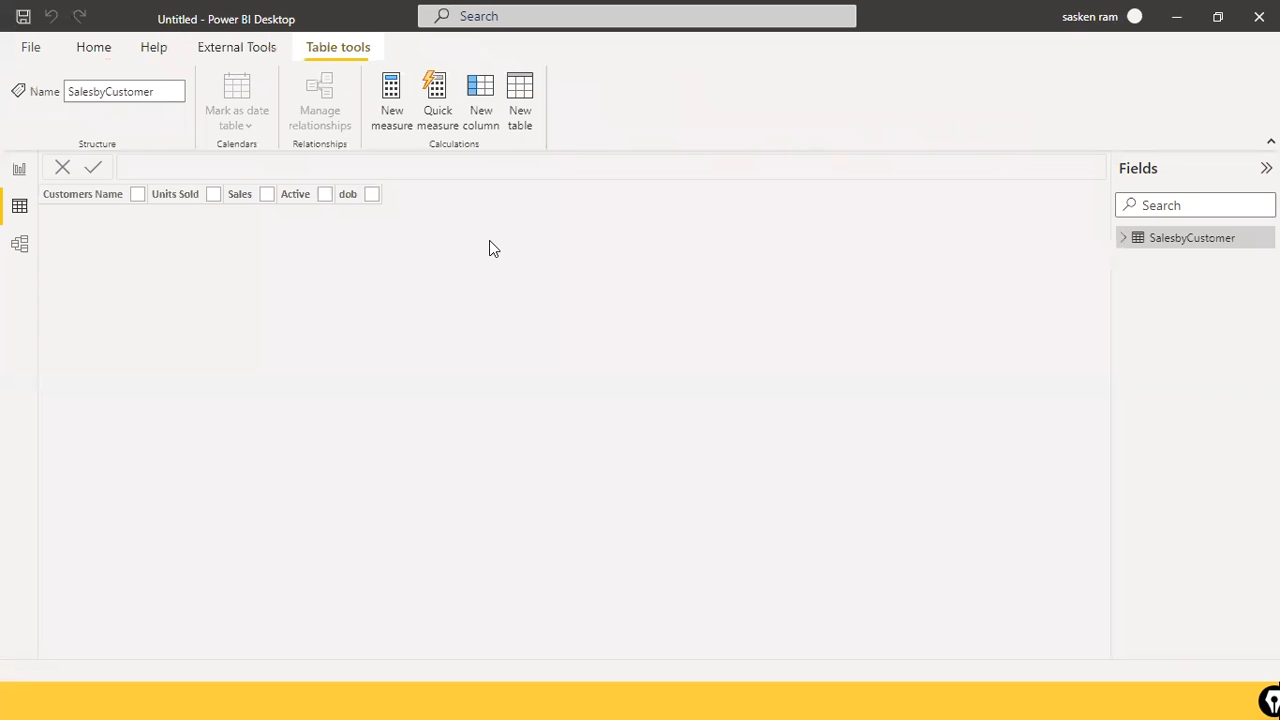 Untitled - Power BI Desktop
Search
sasken ram
File
Home
Help
External Tools
Table tools
Name
SalesbyCustomer
Mark as date
table
Manage
relationships
New
measure
Quick
measure
New
column
New
table
Structure
Calendars
Relationships
Calculations
Customers Name
Units Sold
Sales
Active
dob
Fields
Search
SalesbyCustomer